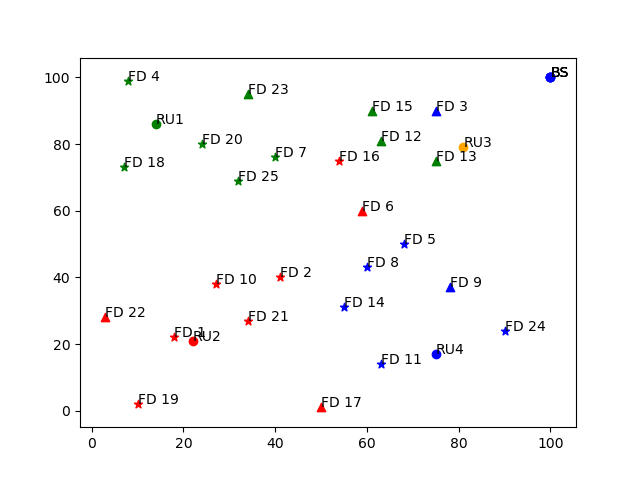 100
80
60
40
20
0
0
20
40
60
80
100
BS
FD 4
FD 23
FD 15
FD 3
RU1
FD 20
FD 12
RU3
FD 7
FD 16
FD 13
FD 18
FD 25
FD 6
FD 5
FD 8
FD 2
FD 10
FD 9
FD 14
FD 22
FD 21
FD 24
FD 1
RU2
RU4
FD 11
FD 19
FD 17